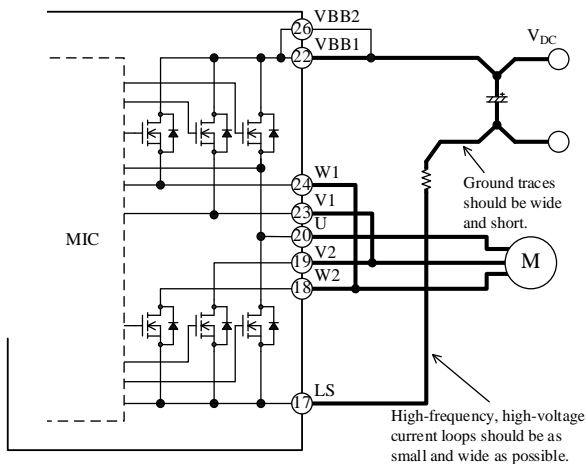 VBB2
26
VBB1
22
VDC
+
W1
24
V1
23
U
20
V2
19
W2
18
MIC
M
Ground traces
should be wide
and short.
LS
17
High-frequency, high-voltage
current loops should be as
small and wide as possible.